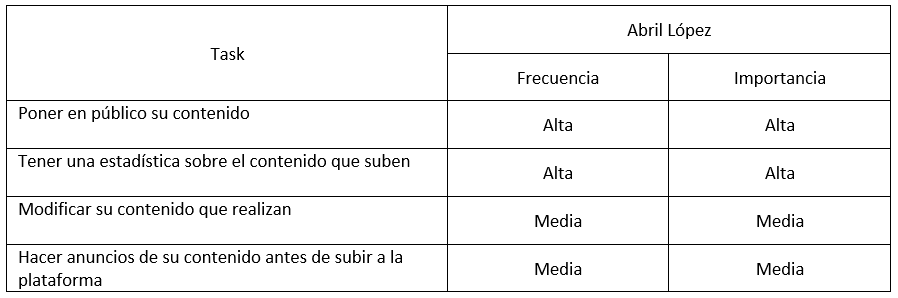 Task
Abril López
Frecuencia
Importancia
Poner en público su contenido
Alta
Alta
Tener una estadística sobre el contenido que suben
Alta
Alta
Modificar su contenido que realizan
Media
Media
Hacer anuncios de su contenido antes de subir a la
plataforma
Media
Media